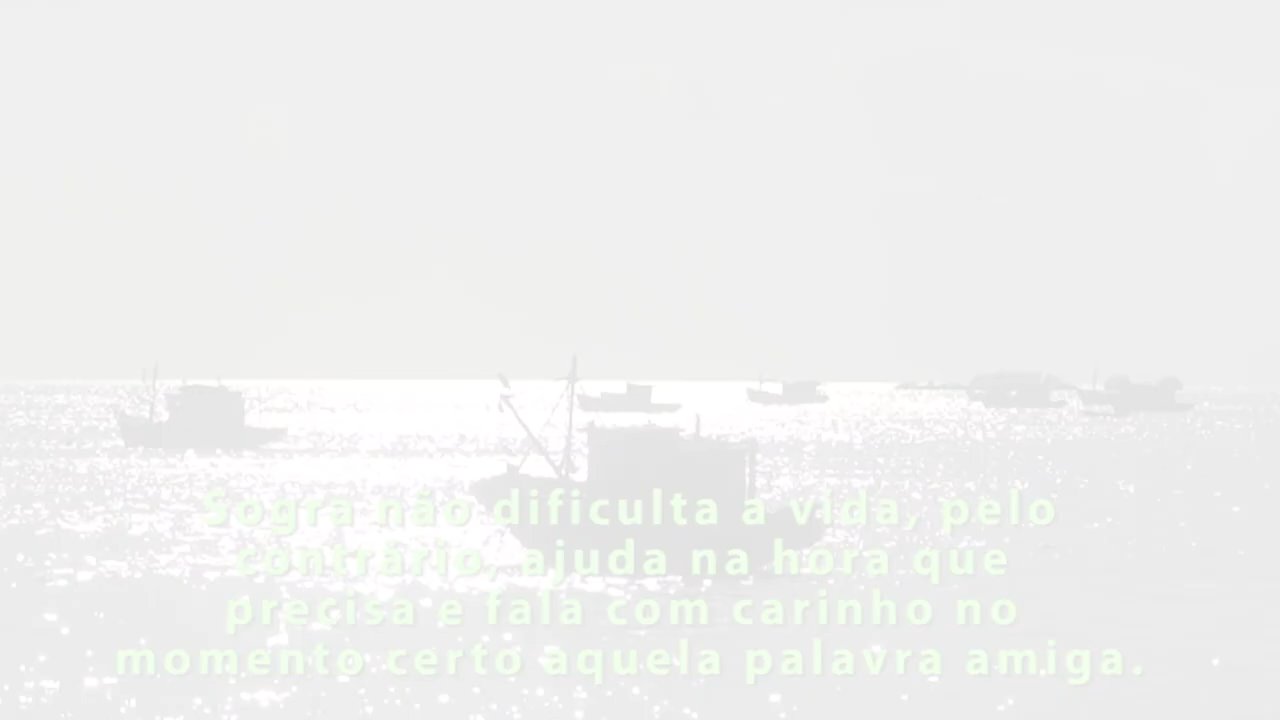 Sogra não dificulta a vida, pelo
contrário, ajuda na hora que
precisa e fala com carinho no
momento certo aquela palavra amiga.